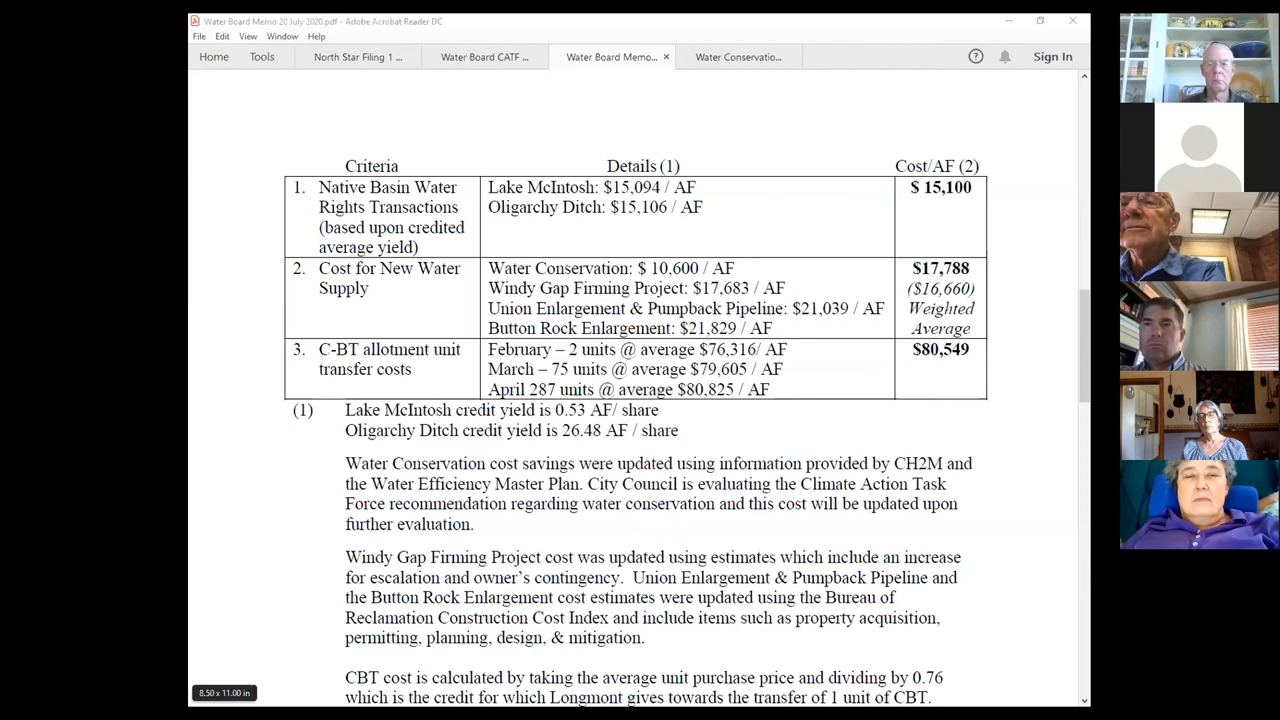 Water Board Memo 20 July 2020.pdf - Adobe Acrobat Reader DC
File Edit View Window Help
Home Tools North Star Filing 1 ... Water Board CATF ... Water Board Memo... × Water Conservatio... Sign In
Criteria Details (1) Cost/AF (2)
1. Native Basin Water Rights Transactions (based upon credited average yield)
Lake McIntosh: $15,094 / AF
Oligarchy Ditch: $15,106 / AF
$ 15,100
2. Cost for New Water Supply
Water Conservation: $ 10,600 / AF
Windy Gap Firming Project: $17,683 / AF
Union Enlargement & Pumpback Pipeline: $21,039 / AF
Button Rock Enlargement: $21,829 / AF
$17,788
($16,660)
Weighted
Average
3. C-BT allotment unit transfer costs
February – 2 units @ average $76,316/ AF
March – 75 units @ average $79,605 / AF
April 287 units @ average $80,825 / AF
$80,549
(1) Lake McIntosh credit yield is 0.53 AF/ share
Oligarchy Ditch credit yield is 26.48 AF / share
Water Conservation cost savings were updated using information provided by CH2M and
the Water Efficiency Master Plan. City Council is evaluating the Climate Action Task
Force recommendation regarding water conservation and this cost will be updated upon
further evaluation.
Windy Gap Firming Project cost was updated using estimates which include an increase
for escalation and owner's contingency. Union Enlargement & Pumpback Pipeline and
the Button Rock Enlargement cost estimates were updated using the Bureau of
Reclamation Construction Cost Index and include items such as property acquisition,
permitting, planning, design, & mitigation.
CBT cost is calculated by taking the average unit purchase price and dividing by 0.76
which is the credit for which Longmont gives towards the transfer of 1 unit of CBT.
8.50 x 11.00 in